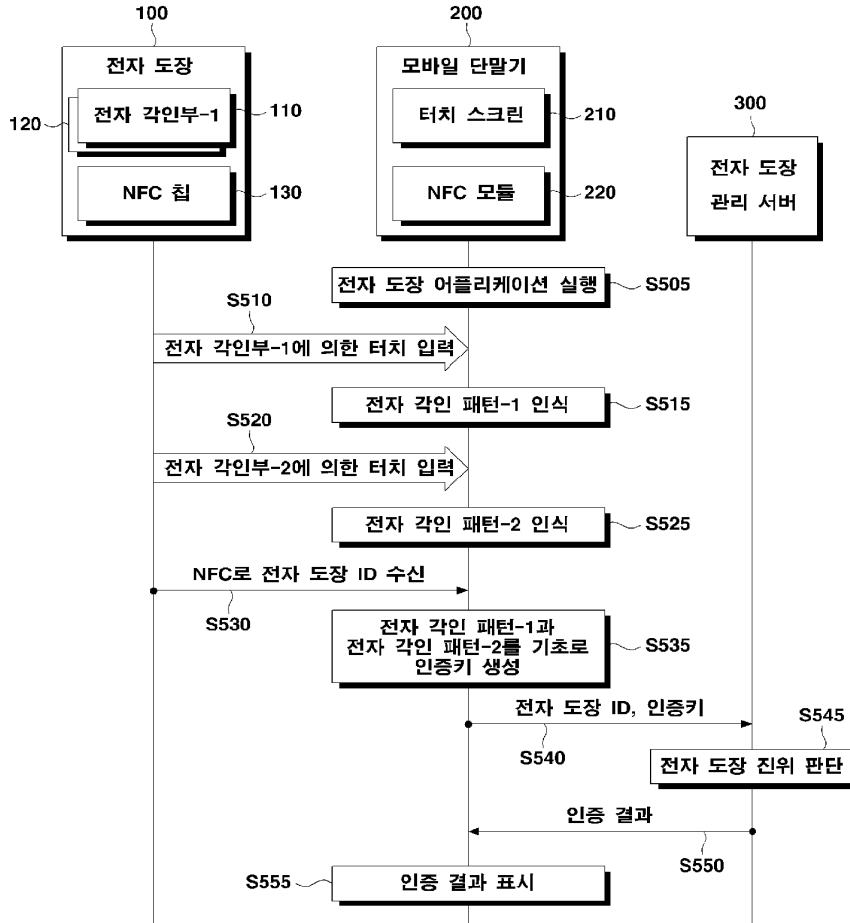 100
200
전자 도장
모바일 단말기
전자 각인부-1
110
120
터치 스크린
210
300
NFC 칩
130
NFC 모듈
220
전자 도장
관리 서버
전자 도장 어플리케이션 실행
S505
S510
전자 각인부-1에 의한 터치 입력
전자 각인 패턴-1 인식
S515
S520
전자 각인부-2에 의한 터치 입력
전자 각인 패턴-2 인식
S525
NFC로 전자 도장 ID 수신
S530
전자 각인 패턴-1과
전자 각인 패턴-2를 기초로
인증키 생성
S535
전자 도장 ID, 인증키
S540
S545
전자 도장 진위 판단
인증 결과
S550
S555
인증 결과 표시